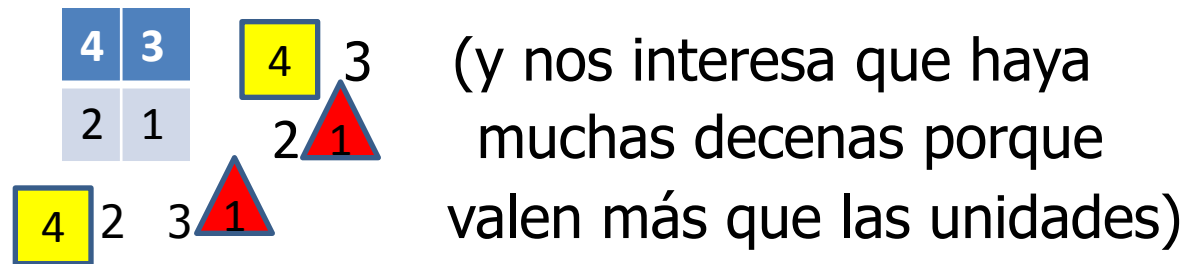 4 3
2 1
4 3
2 1
4 2 3 1
(y nos interesa que haya
muchas decenas porque
valen más que las unidades)